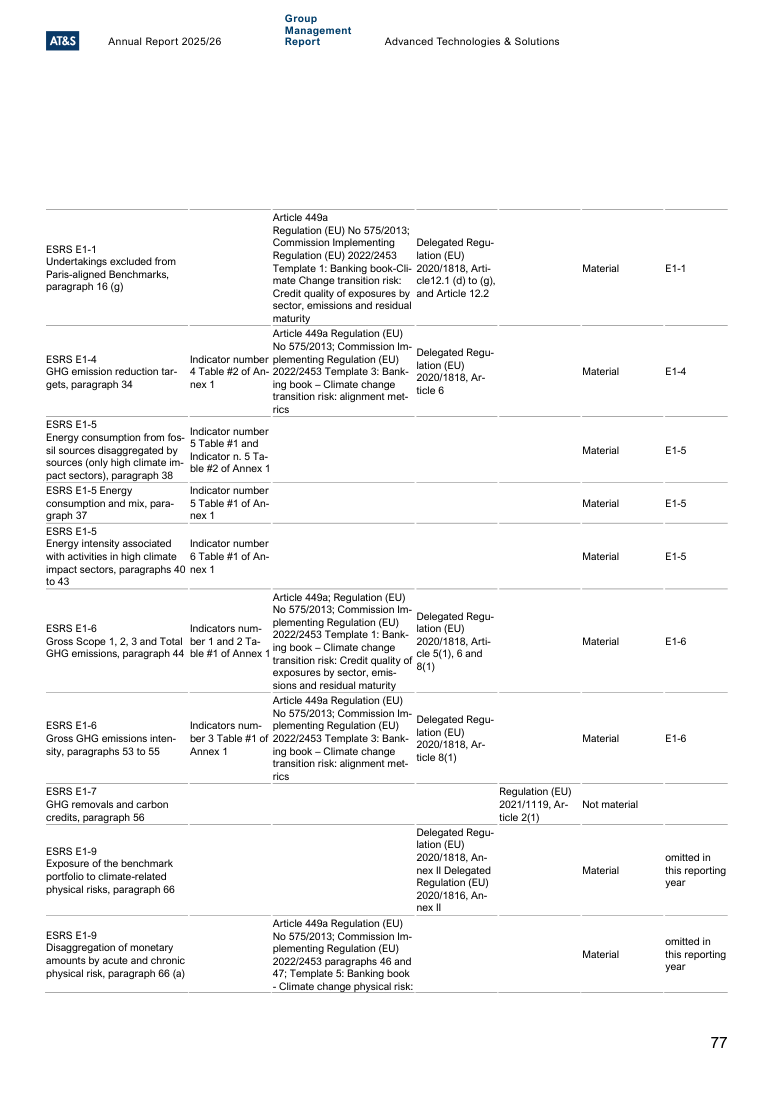 AT&S
Annual Report 2025/26
Group
Management
Report
Advanced Technologies & Solutions
ESRS E1-1
Undertakings excluded from
Paris-aligned Benchmarks,
paragraph 16 (g)
Article 449a
Regulation (EU) No 575/2013;
Commission Implementing
Regulation (EU) 2022/2453
Template 1: Banking book-Cli-
mate Change transition risk:
Credit quality of exposures by
sector, emissions and residual
maturity
Delegated Regu-
lation (EU)
2020/1818, Arti-
cle12.1 (d) to (g),
and Article 12.2
Material
E1-1
ESRS E1-4
GHG emission reduction tar-
gets, paragraph 34
Indicator number
4 Table #2 of An-
nex 1
Article 449a Regulation (EU)
No 575/2013; Commission Im-
plementing Regulation (EU)
2022/2453 Template 3: Bank-
ing book – Climate change
transition risk: alignment met-
rics
Delegated Regu-
lation (EU)
2020/1818, Ar-
ticle 6
Material
E1-4
ESRS E1-5
Energy consumption from fos-
sil sources disaggregated by
sources (only high climate im-
pact sectors), paragraph 38
Indicator number
5 Table #1 and
Indicator n. 5 Ta-
ble #2 of Annex 1
Material
E1-5
ESRS E1-5 Energy
consumption and mix, para-
graph 37
Indicator number
5 Table #1 of An-
nex 1
Material
E1-5
ESRS E1-5
Energy intensity associated
with activities in high climate
impact sectors, paragraphs 40
to 43
Indicator number
6 Table #1 of An-
nex 1
Material
E1-5
ESRS E1-6
Gross Scope 1, 2, 3 and Total
GHG emissions, paragraph 44
Indicators num-
ber 1 and 2 Ta-
ble #1 of Annex 1
Article 449a; Regulation (EU)
No 575/2013; Commission Im-
plementing Regulation (EU)
2022/2453 Template 1: Bank-
ing book – Climate change
transition risk: Credit quality of
exposures by sector, emis-
sions and residual maturity
Delegated Regu-
lation (EU)
2020/1818, Arti-
cle 5(1), 6 and
8(1)
Material
E1-6
ESRS E1-6
Gross GHG emissions inten-
sity, paragraphs 53 to 55
Indicators num-
ber 3 Table #1 of
Annex 1
Article 449a Regulation (EU)
No 575/2013; Commission Im-
plementing Regulation (EU)
2022/2453 Template 3: Bank-
ing book – Climate change
transition risk: alignment met-
rics
Delegated Regu-
lation (EU)
2020/1818, Ar-
ticle 8(1)
Material
E1-6
ESRS E1-7
GHG removals and carbon
credits, paragraph 56
Regulation (EU)
2021/1119, Ar-
ticle 2(1)
Not material
ESRS E1-9
Exposure of the benchmark
portfolio to climate-related
physical risks, paragraph 66
Delegated Regu-
lation (EU)
2020/1818, An-
nex II Delegated
Regulation (EU)
2020/1816, An-
nex II
Material
omitted in
this reporting
year
ESRS E1-9
Disaggregation of monetary
amounts by acute and chronic
physical risk, paragraph 66 (a)
Article 449a Regulation (EU)
No 575/2013; Commission Im-
plementing Regulation (EU)
2022/2453 paragraphs 46 and
47; Template 5: Banking book
- Climate change physical risk:
Material
omitted in
this reporting
year
77